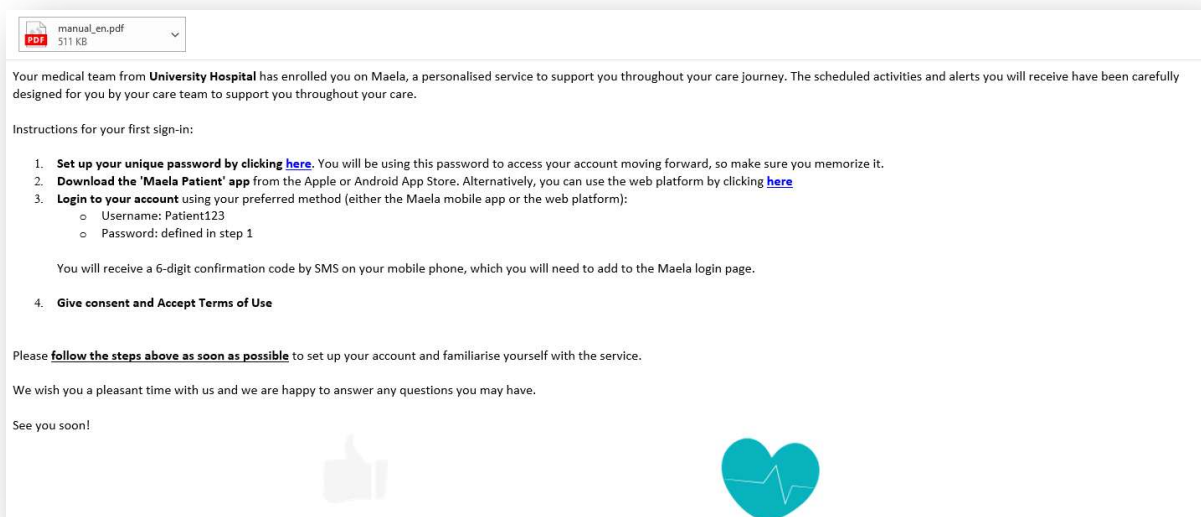 manual_en.pdf
PDF
511 KB
Your medical team from University Hospital has enrolled you on Maela, a personalised service to support you throughout your care journey. The scheduled activities and alerts you will receive have been carefully
designed for you by your care team to support you throughout your care.
Instructions for your first sign-in:
1. Set up your unique password by clicking here. You will be using this password to access your account moving forward, so make sure you memorize it.
2. Download the 'Maela Patient' app from the Apple or Android App Store. Alternatively, you can use the web platform by clicking here
3. Login to your account using your preferred method (either the Maela mobile app or the web platform):
o Username: Patient123
o Password: defined in step 1
You will receive a 6-digit confirmation code by SMS on your mobile phone, which you will need to add to the Maela login page.
4. Give consent and Accept Terms of Use
Please follow the steps above as soon as possible to set up your account and familiarise yourself with the service.
We wish you a pleasant time with us and we are happy to answer any questions you may have.
See you soon!